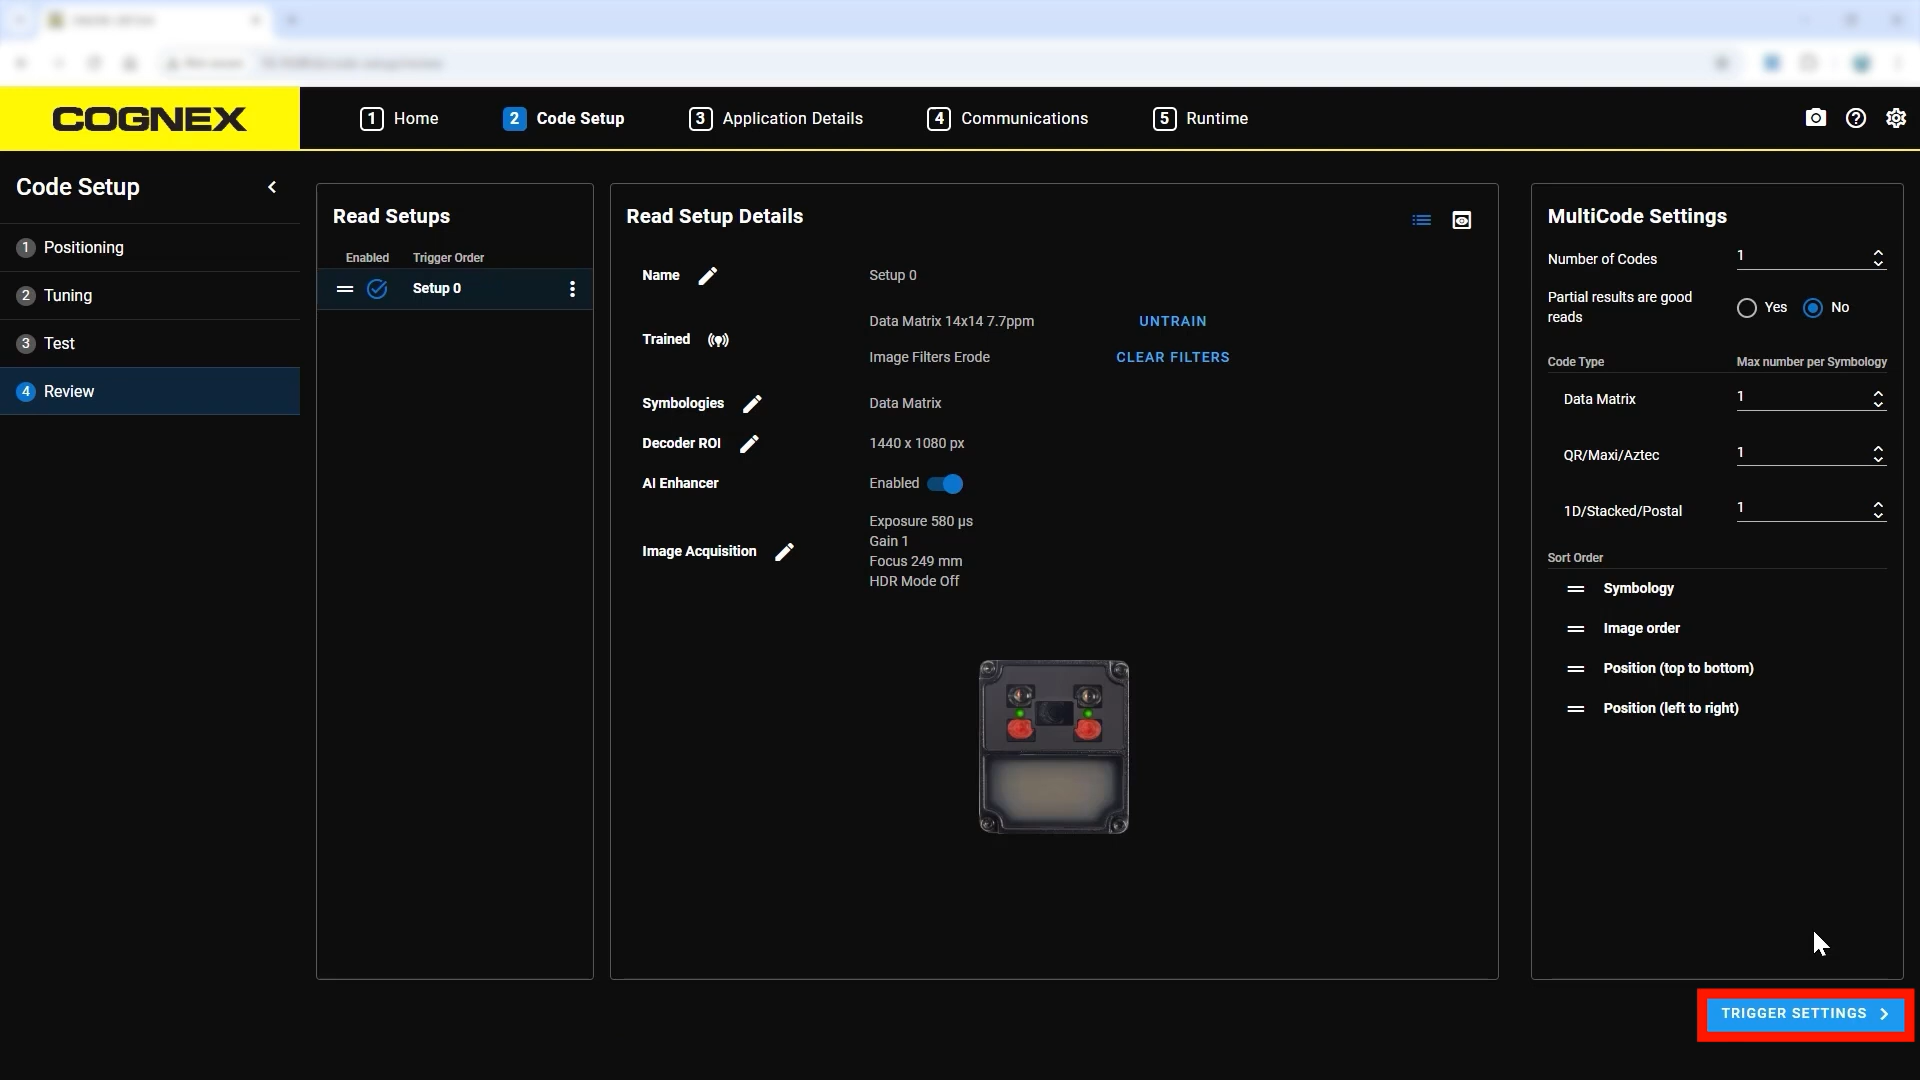 COGNEX
1 Home
2 Code Setup
3 Application Details
4 Communications
5 Runtime
Code Setup
1 Positioning
2 Tuning
3 Test
4 Review
Read Setups
Enabled Trigger Order
Setup 0
Read Setup Details
Name Setup 0
Trained
Data Matrix 14x14 7.7ppm UNTRAIN
Image Filters Erode CLEAR FILTERS
Symbologies Data Matrix
Decoder ROI 1440 x 1080 px
AI Enhancer Enabled
Image Acquisition
Exposure 580 µs
Gain 1
Focus 249 mm
HDR Mode Off
MultiCode Settings
Number of Codes 1
Partial results are good
reads
Yes No
Code Type Max number per Symbology
Data Matrix 1
QR/Maxi/Aztec 1
1D/Stacked/Postal 1
Sort Order
Symbology
Image order
Position (top to bottom)
Position (left to right)
TRIGGER SETTINGS